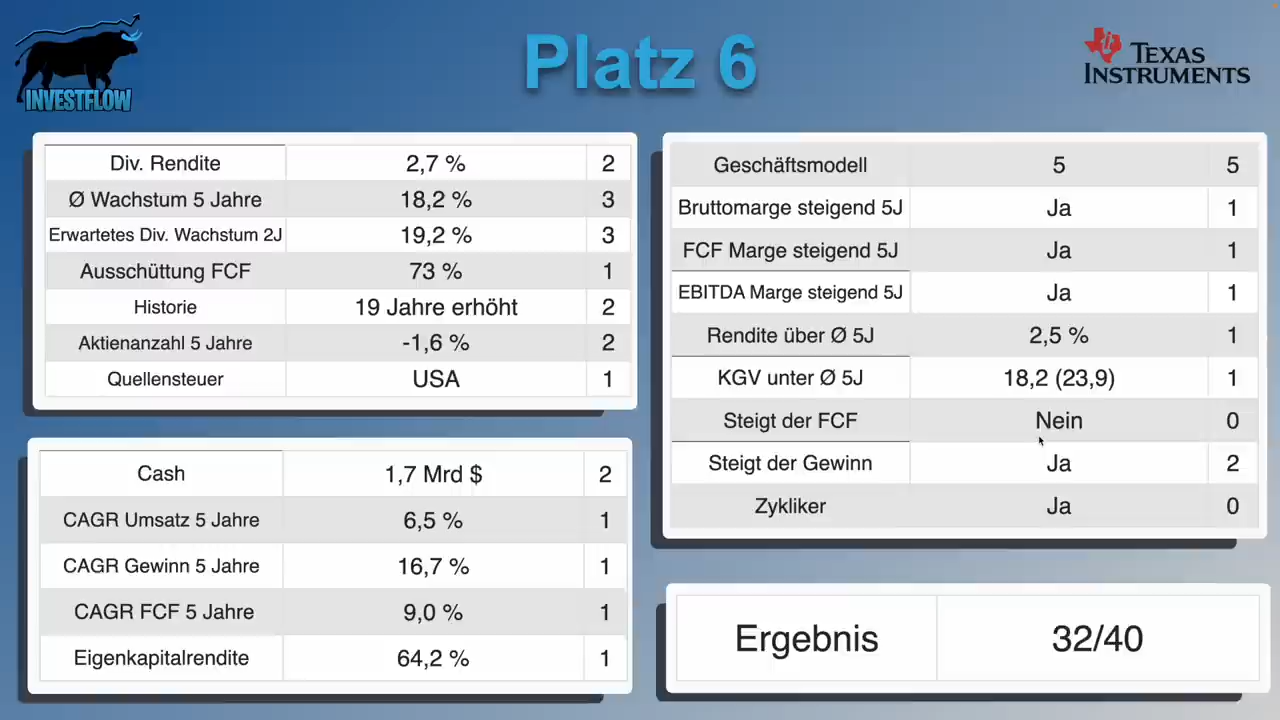 INVESTFLOW
Platz 6
TEXAS
INSTRUMENTS
Div. Rendite 2,7 % 2
Ø Wachstum 5 Jahre 18,2 % 3
Erwartetes Div. Wachstum 2J 19,2 % 3
Ausschüttung FCF 73 % 1
Historie 19 Jahre erhöht 2
Aktienanzahl 5 Jahre -1,6 % 2
Quellensteuer USA 1
Cash 1,7 Mrd $ 2
CAGR Umsatz 5 Jahre 6,5 % 1
CAGR Gewinn 5 Jahre 16,7 % 1
CAGR FCF 5 Jahre 9,0 % 1
Eigenkapitalrendite 64,2 % 1
Geschäftsmodell 5 5
Bruttomarge steigend 5J Ja 1
FCF Marge steigend 5J Ja 1
EBITDA Marge steigend 5J Ja 1
Rendite über Ø 5J 2,5 % 1
KGV unter Ø 5J 18,2 (23,9) 1
Steigt der FCF Nein 0
Steigt der Gewinn Ja 2
Zykliker Ja 0
Ergebnis 32/40